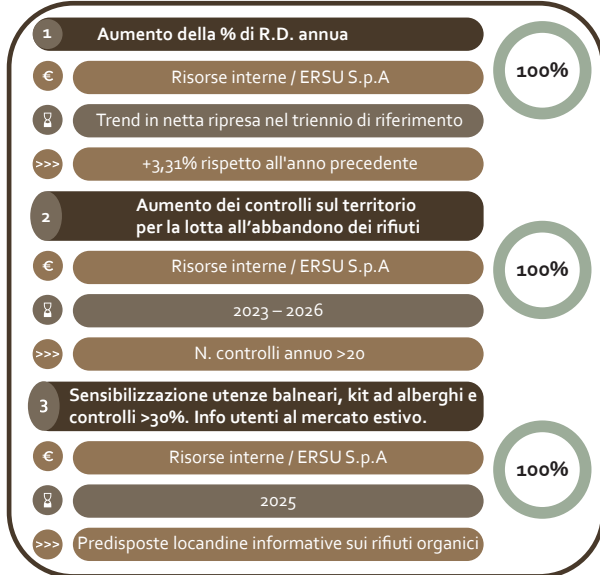 1
Aumento della % di R.D. annua
100%
€
Risorse interne / ERSU S.p.A
Trend in netta ripresa nel triennio di riferimento
>>>
+3,31% rispetto all'anno precedente
2
Aumento dei controlli sul territorio
per la lotta all'abbandono dei rifiuti
100%
€
Risorse interne / ERSU S.p.A
2023 – 2026
>>>
N. controlli annuo >20
3
Sensibilizzazione utenze balneari, kit ad alberghi e
controlli >30%. Info utenti al mercato estivo.
100%
€
Risorse interne / ERSU S.p.A
2025
>>>
Predisposte locandine informative sui rifiuti organici